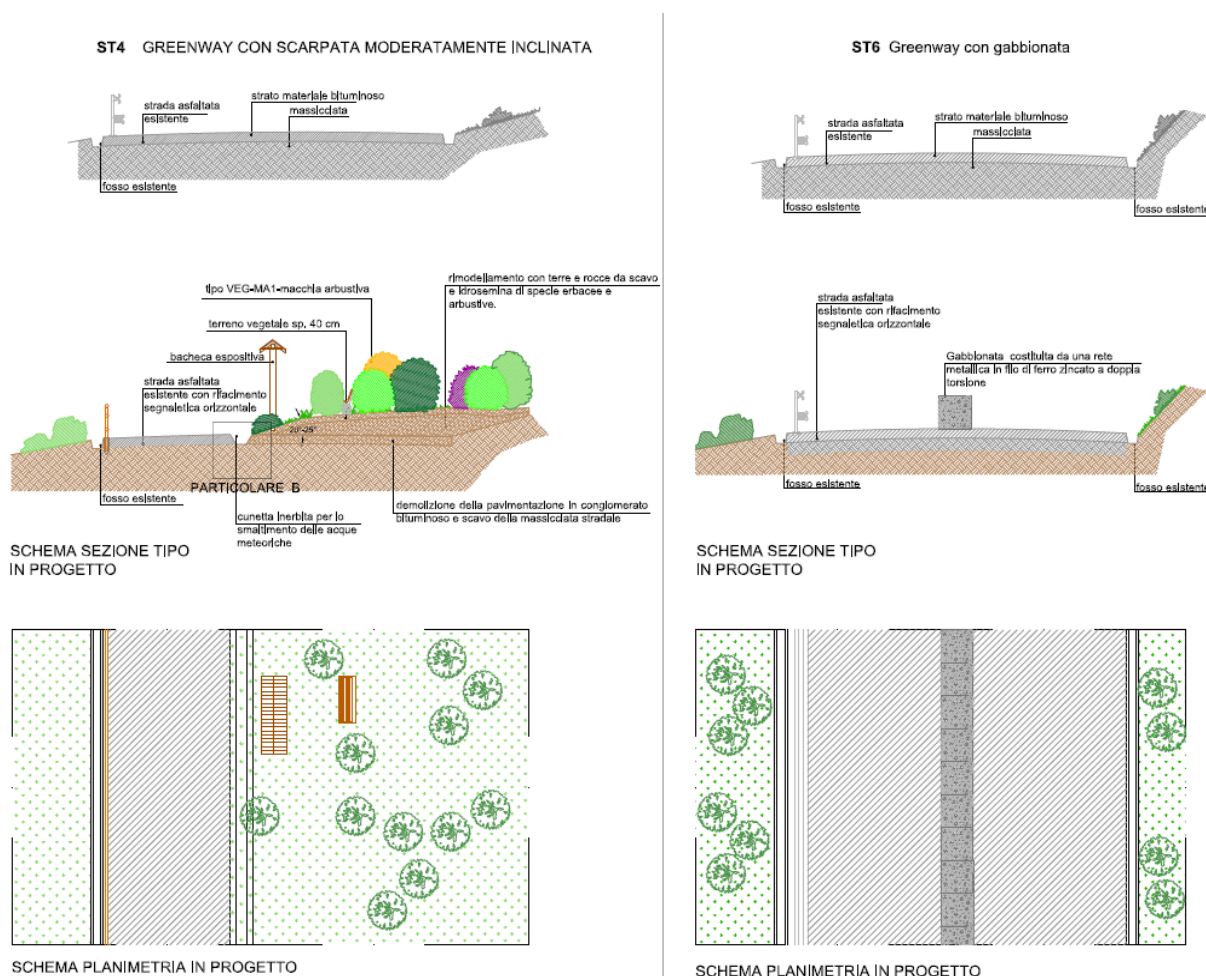 ST4 GREENWAY CON SCARPATA MODERATAMENTE INCLINATA
strato materiale bituminoso
strada asfaltata
esistente
massicciata
fosso esistente
tipo VEG-MA1-macchia arbustiva
rimodellamento con terre e rocce da scavo
e idrosemina di specie erbacee e
arbustive.
terreno vegetale sp. 40 cm
bacheca espositiva
strada asfaltata
esistente con rifacimento
segnaletica orizzontale
20°-25°
PARTICOLARE B
fosso esistente
cunetta inerbita per lo
smaltimento delle acque
meteoriche
demolizione della pavimentazione in conglomerato
bituminoso e scavo della massicciata stradale
SCHEMA SEZIONE TIPO
IN PROGETTO
SCHEMA PLANIMETRIA IN PROGETTO
ST6 Greenway con gabbionata
strato materiale bituminoso
strada asfaltata
esistente
massicciata
fosso esistente
fosso esistente
strada asfaltata
esistente con rifacimento
segnaletica orizzontale
Gabbionata costituita da una rete
metallica in filo di ferro zincato a doppia
torsione
fosso esistente
fosso esistente
SCHEMA SEZIONE TIPO
IN PROGETTO
SCHEMA PLANIMETRIA IN PROGETTO